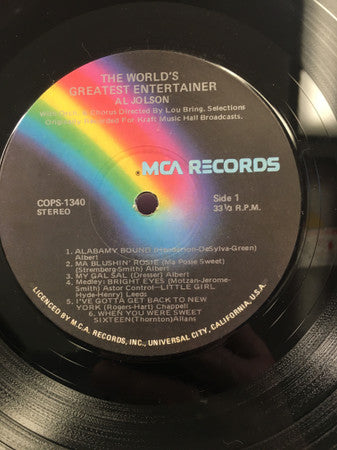 THE WORLD'S
GREATEST ENTERTAINER
AL JOLSON
With Orch. & Chorus Directed By Lou Bring. Selections
Originally Recorded For Kraft Music Hall Broadcasts.
MCA RECORDS
COPS-1340
STEREO
Side 1
33⅓ R.P.M.
1. ALABAMY BOUND (Henderson-DeSylva-Green)
Albert
2. MA BLUSHIN' ROSIE (Ma Posie Sweet)
(Stremberg-Smith) Albert
3. MY GAL SAL (Dresser) Albert
4. Medley: BRIGHT EYES (Motzan-Jerome-
Smith) Astor Control—LITTLE GIRL
Hyde-Henry) Leeds
5. I'VE GOTTA GET BACK TO NEW
YORK (Rogers-Hart) Chappell
6. WHEN YOU WERE SWEET
SIXTEEN(Thornton)Allans
LICENCED BY M.C.A. RECORDS, INC., UNIVERSAL CITY, CALIFORNIA, U.S.A.